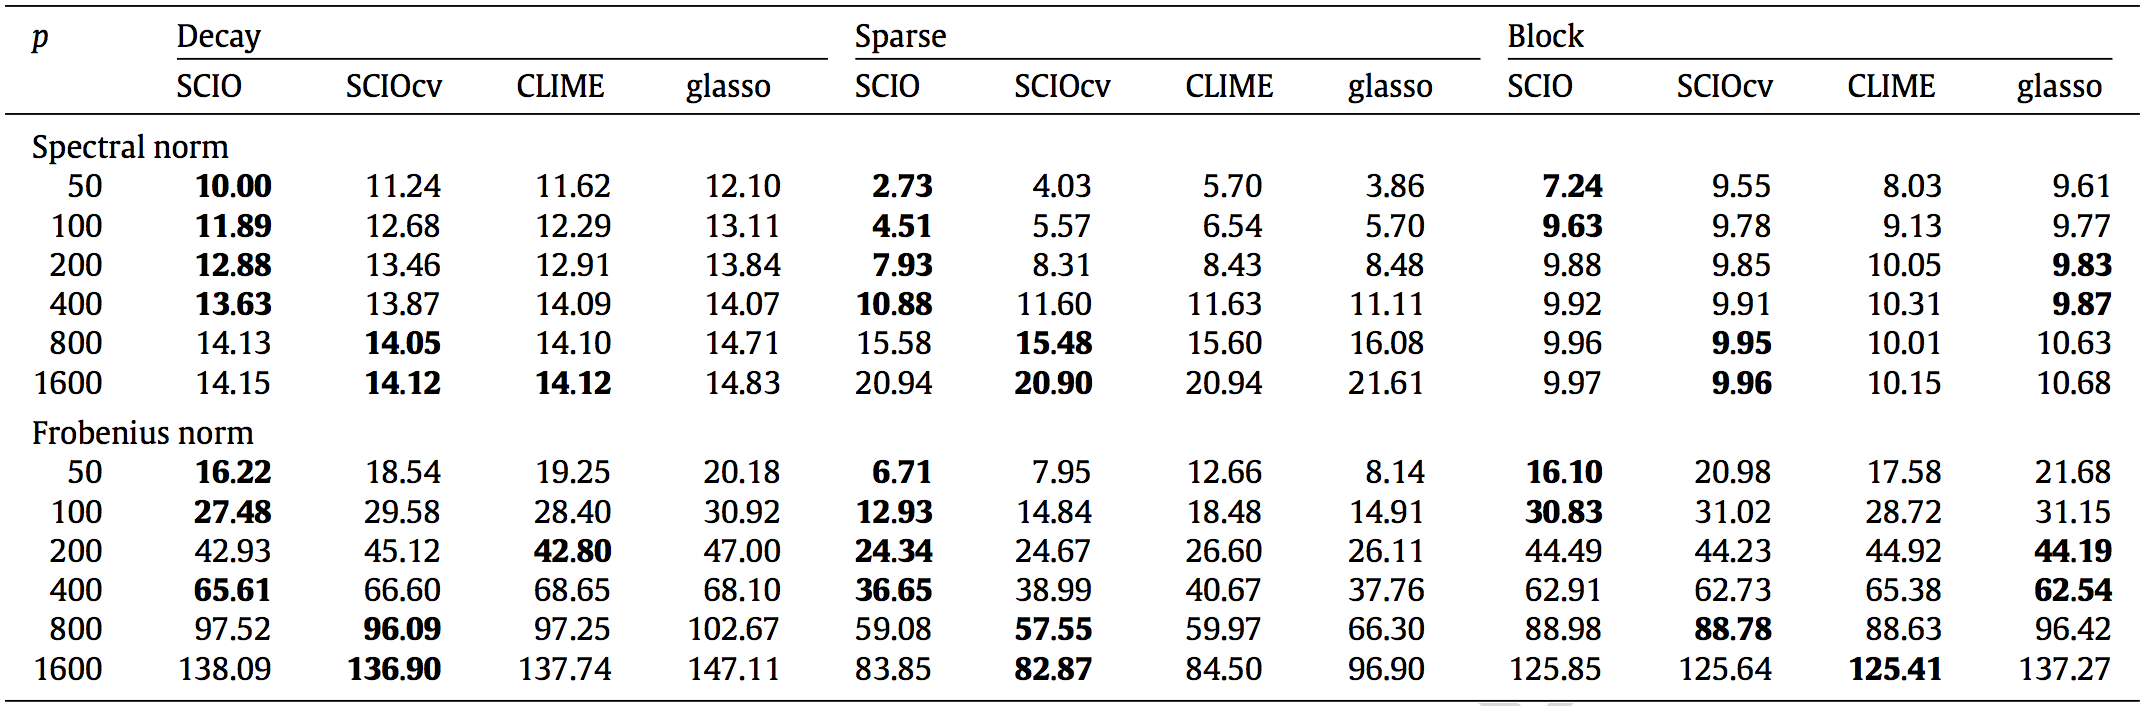 p Decay Sparse Block
SCIO SCIOcv CLIME glasso SCIO SCIOcv CLIME glasso SCIO SCIOcv CLIME glasso
Spectral norm
50 10.00 11.24 11.62 12.10 2.73 4.03 5.70 3.86 7.24 9.55 8.03 9.61
100 11.89 12.68 12.29 13.11 4.51 5.57 6.54 5.70 9.63 9.78 9.13 9.77
200 12.88 13.46 12.91 13.84 7.93 8.31 8.43 8.48 9.88 9.85 10.05 9.83
400 13.63 13.87 14.09 14.07 10.88 11.60 11.63 11.11 9.92 9.91 10.31 9.87
800 14.13 14.05 14.10 14.71 15.58 15.48 15.60 16.08 9.96 9.95 10.01 10.63
1600 14.15 14.12 14.12 14.83 20.94 20.90 20.94 21.61 9.97 9.96 10.15 10.68
Frobenius norm
50 16.22 18.54 19.25 20.18 6.71 7.95 12.66 8.14 16.10 20.98 17.58 21.68
100 27.48 29.58 28.40 30.92 12.93 14.84 18.48 14.91 30.83 31.02 28.72 31.15
200 42.93 45.12 42.80 47.00 24.34 24.67 26.60 26.11 44.49 44.23 44.92 44.19
400 65.61 66.60 68.65 68.10 36.65 38.99 40.67 37.76 62.91 62.73 65.38 62.54
800 97.52 96.09 97.25 102.67 59.08 57.55 59.97 66.30 88.98 88.78 88.63 96.42
1600 138.09 136.90 137.74 147.11 83.85 82.87 84.50 96.90 125.85 125.64 125.41 137.27